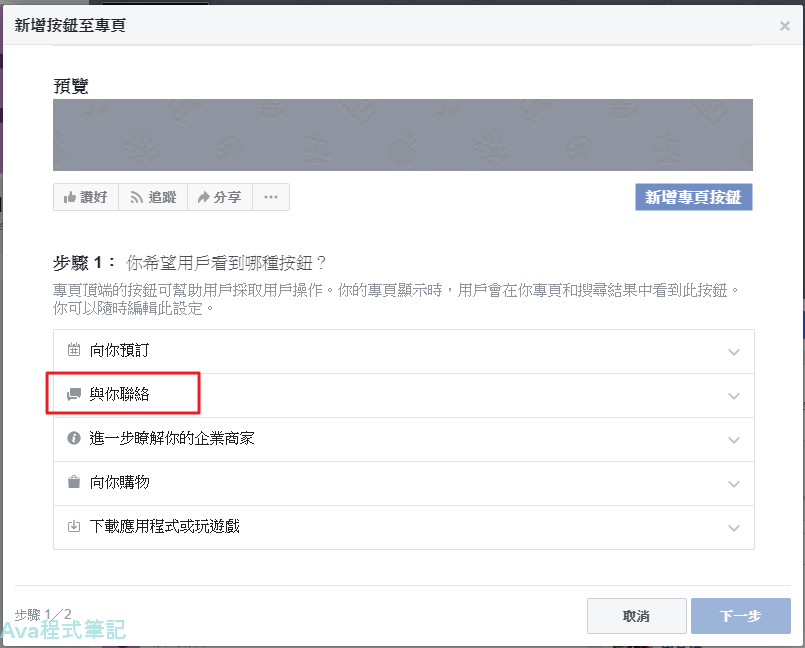 新增按鈕至專頁
預覽
讚好 追蹤 分享 ...
新增專頁按鈕
步驟 1： 你希望用戶看到哪種按鈕？
專頁頂端的按鈕可幫助用戶採取用戶操作。你的專頁顯示時，用戶會在你專頁和搜尋結果中看到此按鈕。
你可以隨時編輯此設定。
向你預訂
與你聯絡
進一步瞭解你的企業商家
向你購物
下載應用程式或玩遊戲
步驟 1／2
取消 下一步
Ava程式筆記